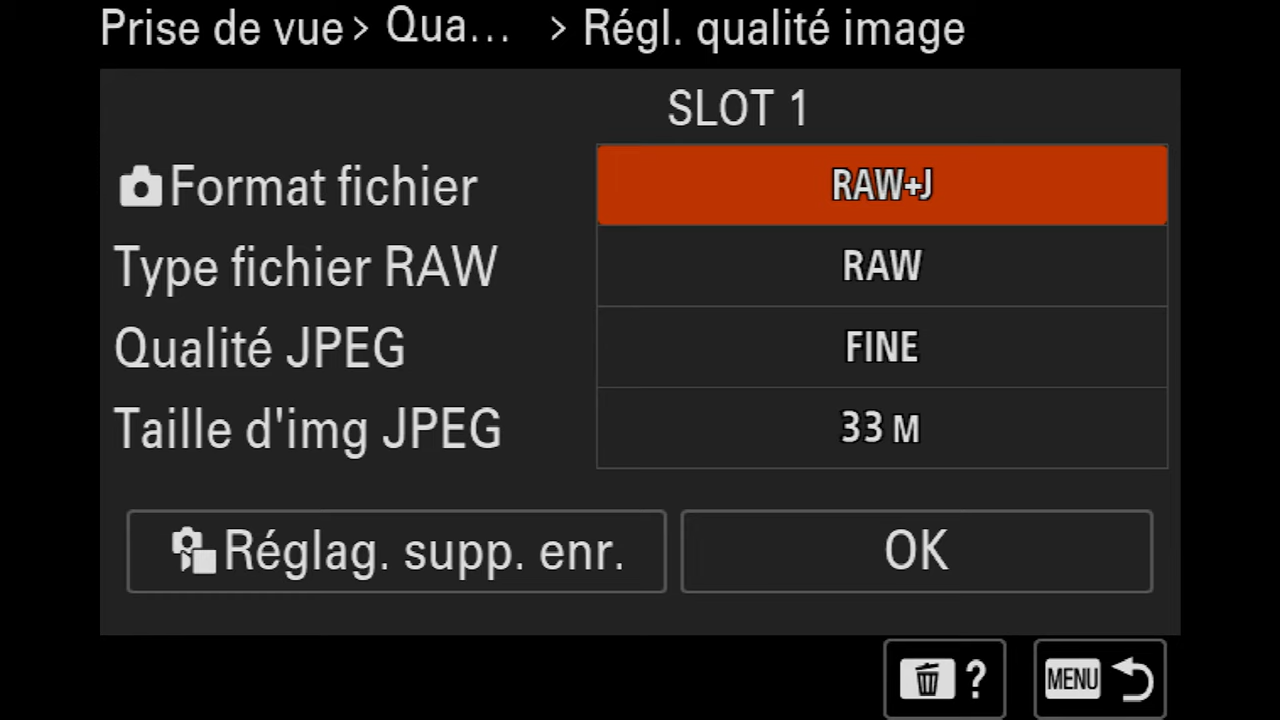 Prise de vue > Qua... > Régl. qualité image
SLOT 1
Format fichier RAW+J
Type fichier RAW RAW
Qualité JPEG FINE
Taille d'img JPEG 33 M
Réglag. supp. enr. OK
? MENU